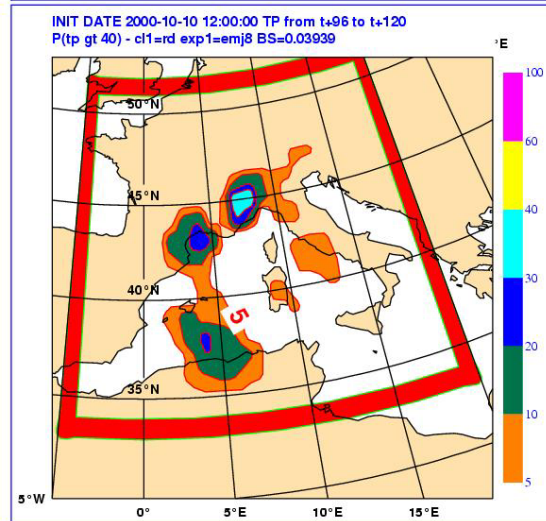 INIT DATE 2000-10-10 12:00:00 TP from t+96 to t+120
P(tp gt 40) - cl1=rd exp1=emj8 BS=0.03939
°E
100
60
40
30
20
10
5
50°N
45°N
40°N
35°N
5
5°W
0°
5°E
10°E
15°E